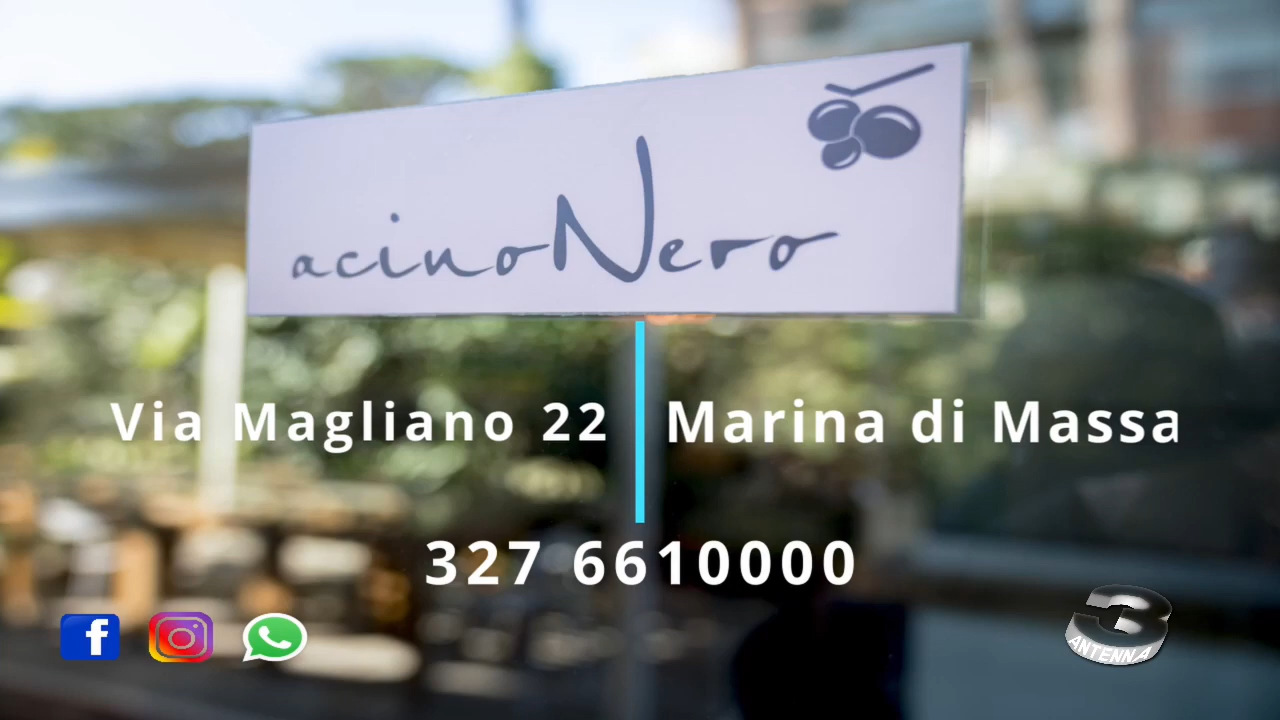 acinoNero
Via Magliano 22
Marina di Massa
327 6610000
3
ANTENNA